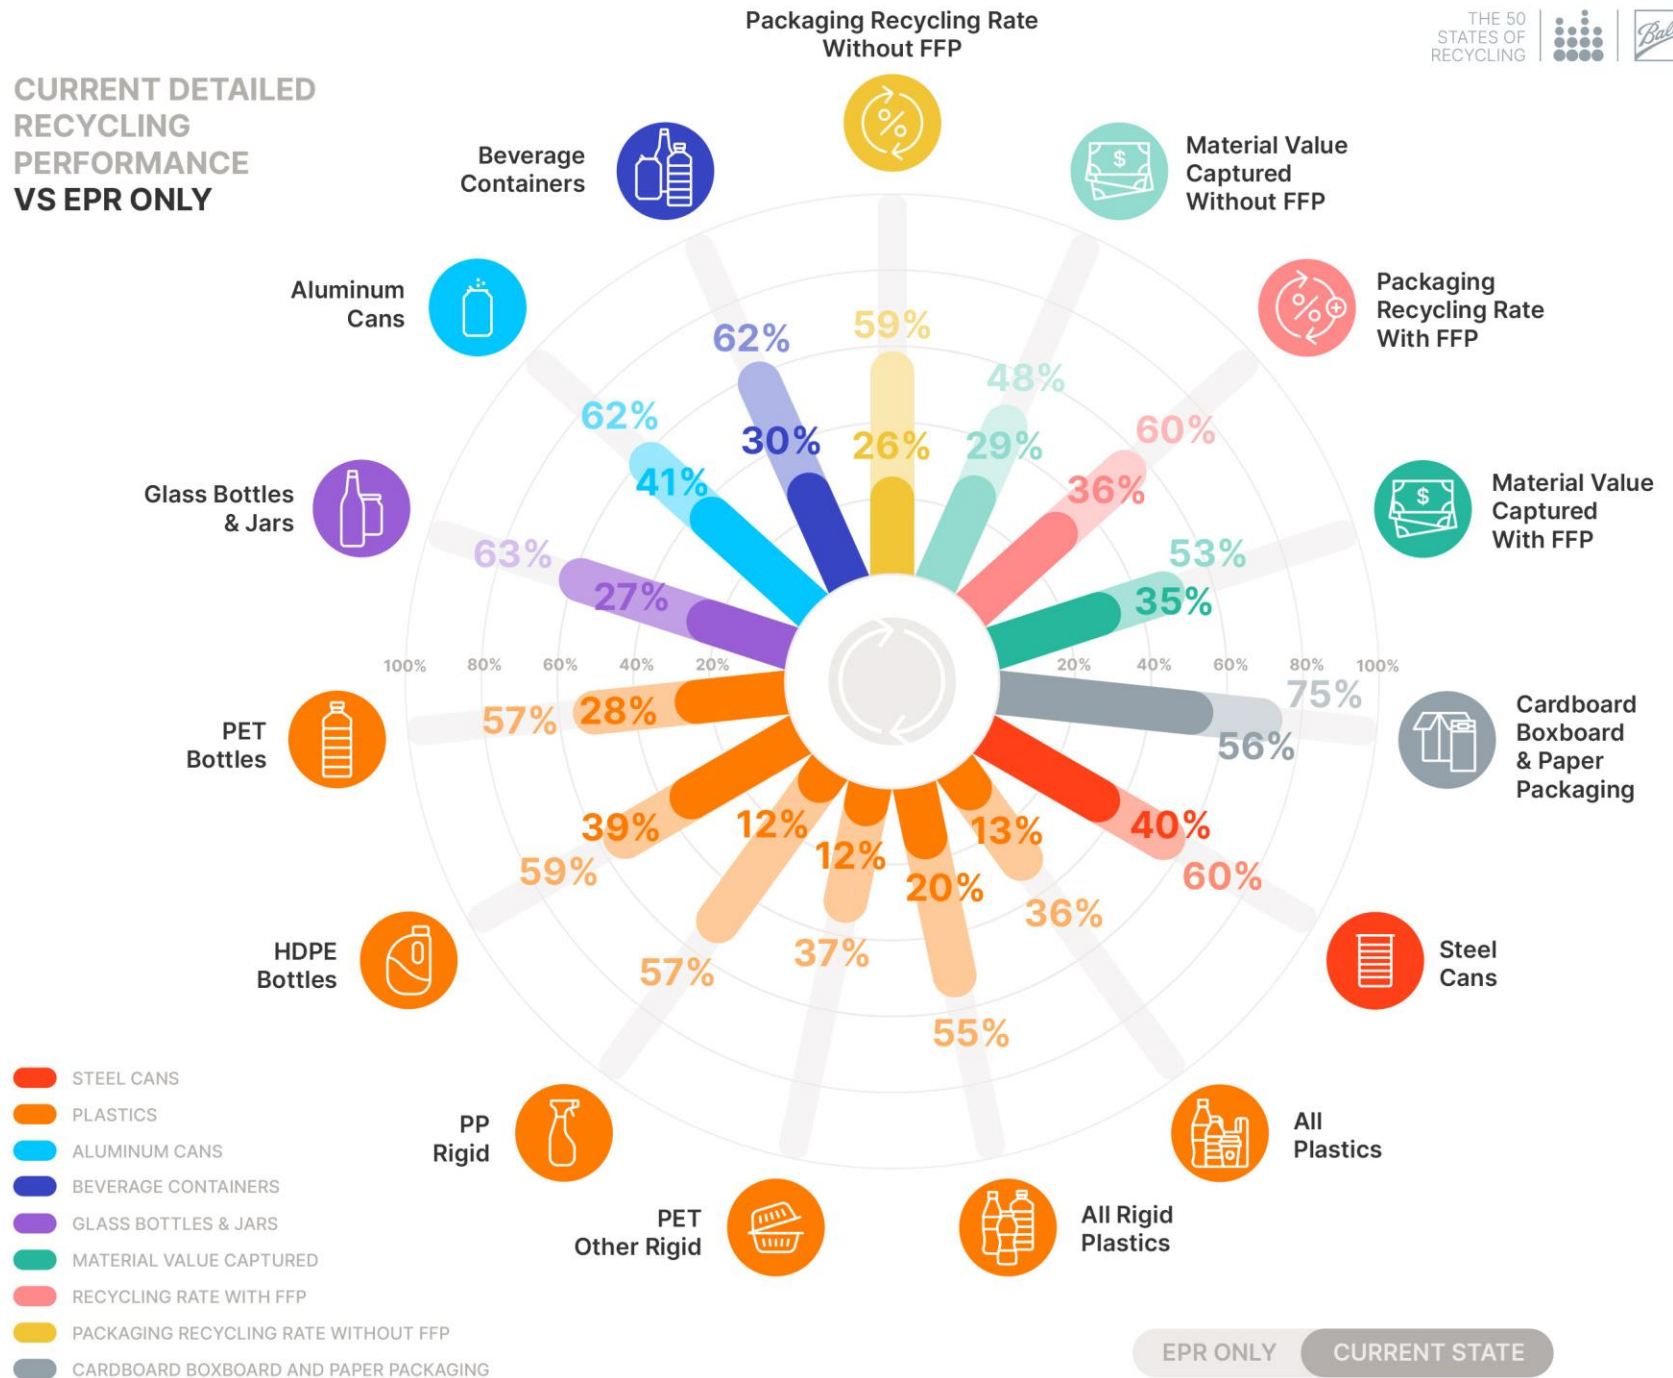 THE 50
STATES OF
RECYCLING
Ball
CURRENT DETAILED
RECYCLING
PERFORMANCE
VS EPR ONLY
Packaging Recycling Rate
Without FFP
59%
26%
Material Value
Captured
Without FFP
48%
29%
Packaging
Recycling Rate
With FFP
60%
36%
Material Value
Captured
With FFP
53%
35%
Cardboard
Boxboard
& Paper
Packaging
75%
56%
Steel
Cans
40%
60%
All
Plastics
13%
36%
All Rigid
Plastics
20%
55%
PET
Other Rigid
12%
37%
PP
Rigid
12%
57%
HDPE
Bottles
39%
59%
PET
Bottles
57%
28%
Glass Bottles
& Jars
63%
27%
Aluminum
Cans
62%
41%
Beverage
Containers
62%
30%
100% 80% 60% 40% 20%
20% 40% 60% 80% 100%
STEEL CANS
PLASTICS
ALUMINUM CANS
BEVERAGE CONTAINERS
GLASS BOTTLES & JARS
MATERIAL VALUE CAPTURED
RECYCLING RATE WITH FFP
PACKAGING RECYCLING RATE WITHOUT FFP
CARDBOARD BOXBOARD AND PAPER PACKAGING
EPR ONLY CURRENT STATE